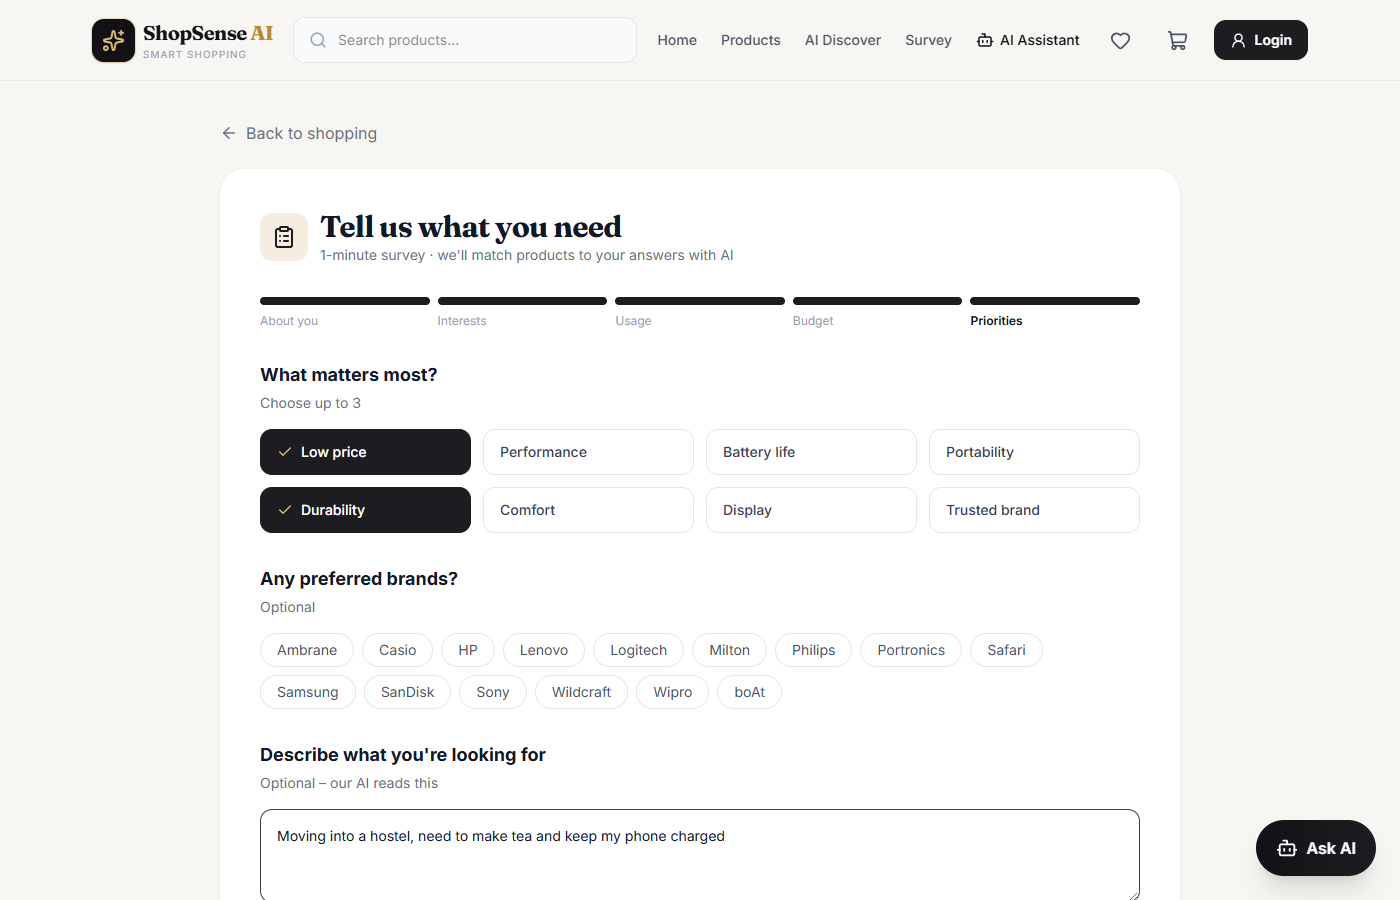 ShopSense AI
SMART SHOPPING
Search products...
Home
Products
AI Discover
Survey
AI Assistant
Login
Back to shopping
Tell us what you need
1-minute survey · we'll match products to your answers with AI
About you
Interests
Usage
Budget
Priorities
What matters most?
Choose up to 3
Low price
Performance
Battery life
Portability
Durability
Comfort
Display
Trusted brand
Any preferred brands?
Optional
Ambrane
Casio
HP
Lenovo
Logitech
Milton
Philips
Portronics
Safari
Samsung
SanDisk
Sony
Wildcraft
Wipro
boAt
Describe what you're looking for
Optional – our AI reads this
Moving into a hostel, need to make tea and keep my phone charged
Ask AI